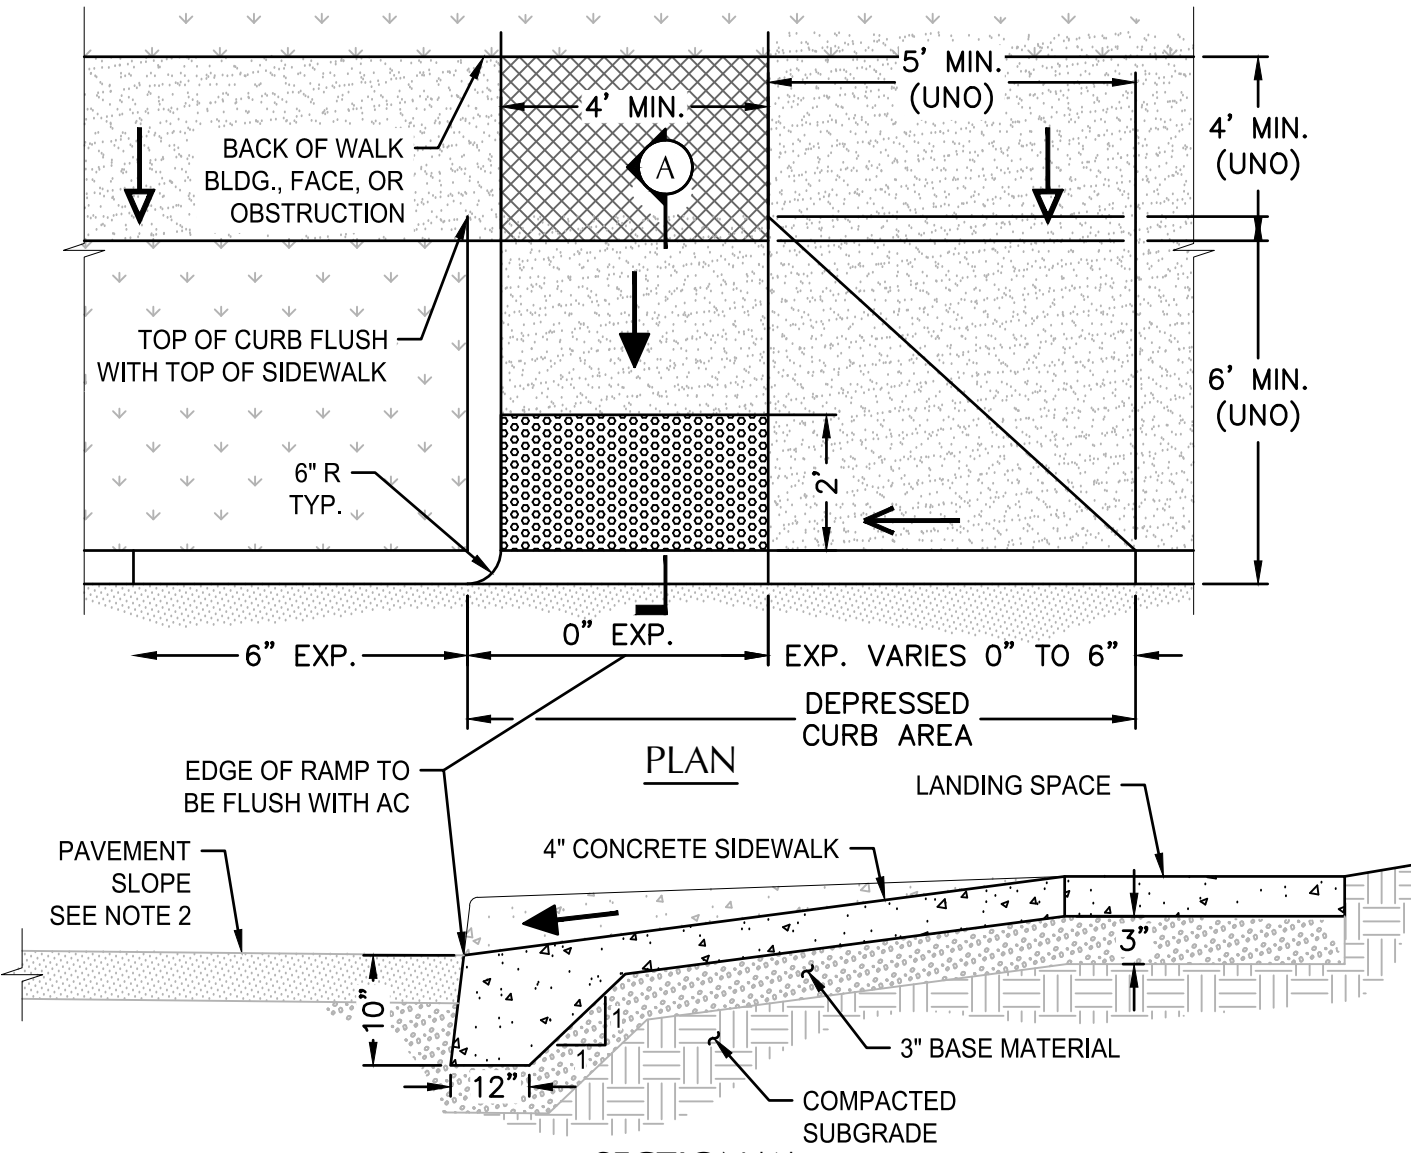 5’ MIN.
(UNO)
4’ MIN.
4’ MIN.
(UNO)
BACK OF WALK
BLDG., FACE, OR
OBSTRUCTION
A
TOP OF CURB FLUSH
WITH TOP OF SIDEWALK
6’ MIN.
(UNO)
6" R
TYP.
2’
6” EXP.
0” EXP.
EXP. VARIES 0” TO 6”
DEPRESSED
CURB AREA
PLAN
EDGE OF RAMP TO
BE FLUSH WITH AC
LANDING SPACE
PAVEMENT
SLOPE
SEE NOTE 2
4" CONCRETE SIDEWALK
3”
10”
1
1
12”
3" BASE MATERIAL
COMPACTED
SUBGRADE